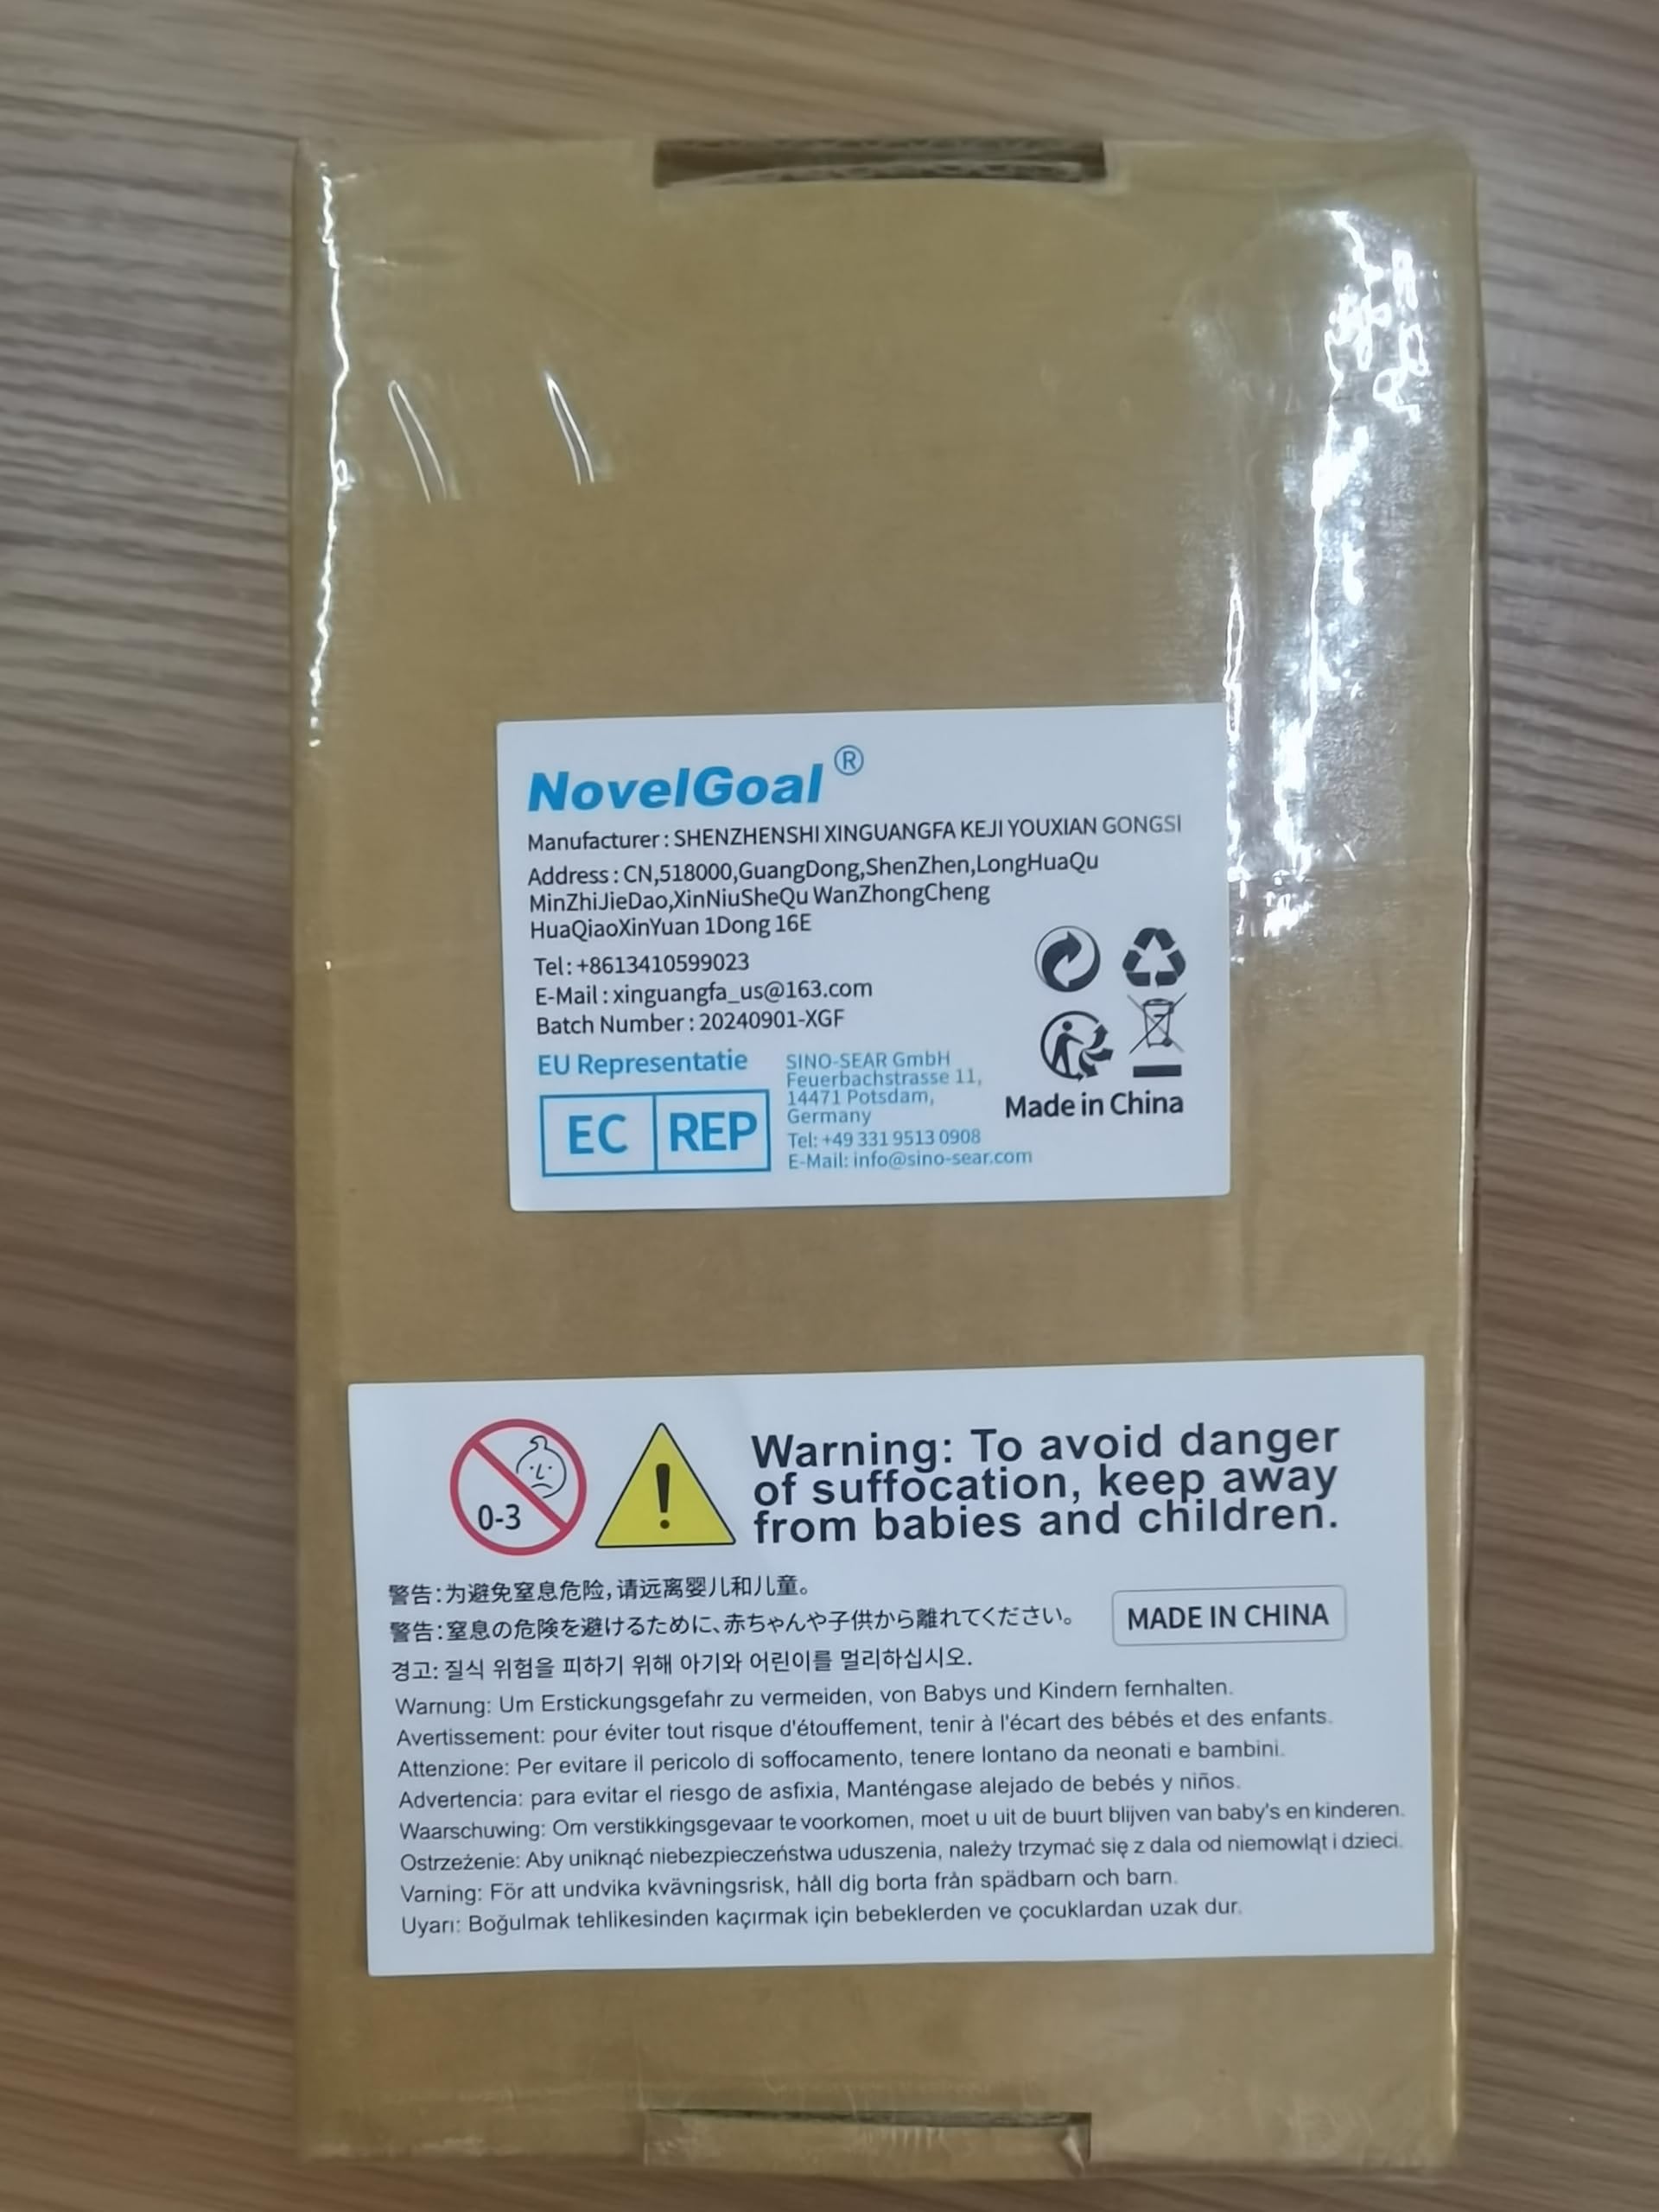 NovelGoal®
Manufacturer : SHENZHENSHI XINGUANGFA KEJI YOUXIAN GONGSI
Address : CN,518000,GuangDong,ShenZhen,LongHuaQu
MinZhiJieDao,XinNiuSheQu WanZhongCheng
HuaQiaoXinYuan 1Dong 16E
Tel : +8613410599023
E-Mail : xinguangfa_us@163.com
Batch Number : 20240901-XGF
EU Representatie
EC REP
SINO-SEAR GmbH
Feuerbachstrasse 11,
14471 Potsdam,
Germany
Tel: +49 331 9513 0908
E-Mail: info@sino-sear.com
Made in China
0-3
Warning: To avoid danger
of suffocation, keep away
from babies and children.
警告:为避免窒息危险,请远离婴儿和儿童。
警告:窒息の危険を避けるために、赤ちゃんや子供から離れてください。
MADE IN CHINA
경고: 질식 위험을 피하기 위해 아기와 어린이를 멀리하십시오.
Warnung: Um Erstickungsgefahr zu vermeiden, von Babys und Kindern fernhalten.
Avertissement: pour éviter tout risque d'étouffement, tenir à l'écart des bébés et des enfants.
Attenzione: Per evitare il pericolo di soffocamento, tenere lontano da neonati e bambini.
Advertencia: para evitar el riesgo de asfixia, Manténgase alejado de bebés y niños.
Waarschuwing: Om verstikkingsgevaar te voorkomen, moet u uit de buurt blijven van baby's en kinderen.
Ostrzeżenie: Aby uniknąć niebezpieczeństwa uduszenia, należy trzymać się z dala od niemowląt i dzieci.
Varning: För att undvika kvävningsrisk, håll dig borta från spädbarn och barn.
Uyarı: Boğulmak tehlikesinden kaçırmak için bebeklerden ve çocuklardan uzak dur.